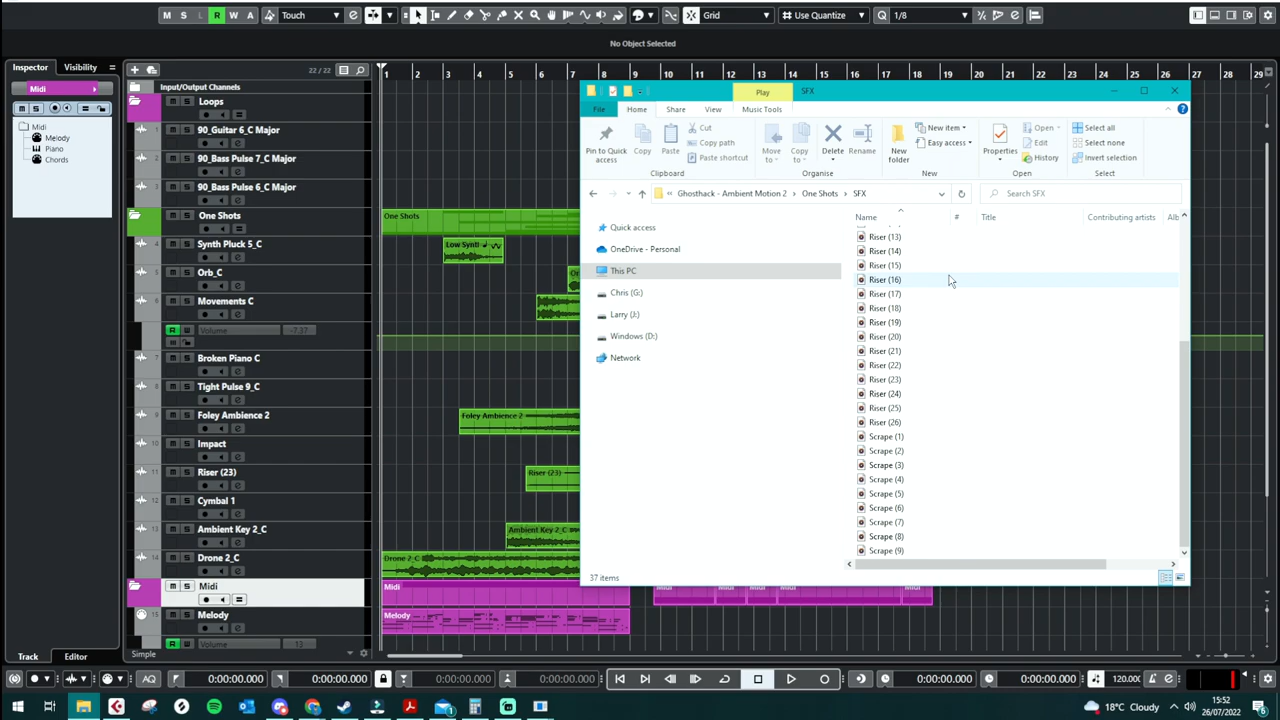 M S L R W A Touch Grid Use Quantize Q 1/8
No Object Selected
Inspector Visibility
22 / 22
Input/Output Channels
Midi
M S
Midi
Melody
Piano
Chords
Loops
90_Guitar 6_C Major
90_Bass Pulse 7_C Major
90_Bass Pulse 6_C Major
One Shots
Synth Pluck 5_C
Orb_C
Movements C
Volume -7.37
Broken Piano C
Tight Pulse 9_C
Foley Ambience 2
Impact
Riser (23)
Cymbal 1
Ambient Key 2_C
Drone 2_C
Midi
Melody
Volume 13
Simple
Track Editor
1 2 3 4 5 6 7 8 9 10 11 12 13 14 15 16 17 18 19 20 21 22 23 24 25 26 27 28 29
One Shots
Low Synth
Foley Ambience 2
Riser (23)
Ambient Key 2_C
Drone 2_C
Midi
Melody
Midi Midi Midi Midi Midi
Play SFX
File Home Share View Music Tools
Pin to Quick access
Copy
Paste
Cut
Copy path
Paste shortcut
Clipboard
Move to
Copy to
Delete
Rename
Organise
New folder
New item
Easy access
New
Properties
Open
Edit
History
Open
Select all
Select none
Invert selection
Select
« Ghosthack - Ambient Motion 2 > One Shots > SFX
Search SFX
Quick access
OneDrive - Personal
This PC
Chris (G:)
Larry (J:)
Windows (D:)
Network
Name # Title Contributing artists Alb
Riser (13)
Riser (14)
Riser (15)
Riser (16)
Riser (17)
Riser (18)
Riser (19)
Riser (20)
Riser (21)
Riser (22)
Riser (23)
Riser (24)
Riser (25)
Riser (26)
Scrape (1)
Scrape (2)
Scrape (3)
Scrape (4)
Scrape (5)
Scrape (6)
Scrape (7)
Scrape (8)
Scrape (9)
37 items
AQ 0:00:00.000 0:00:00.000 0:00:00.000 0:00:00.000 0:00:00.000 0:00:00.000 120.000
18°C Cloudy
15:52
26/07/2022